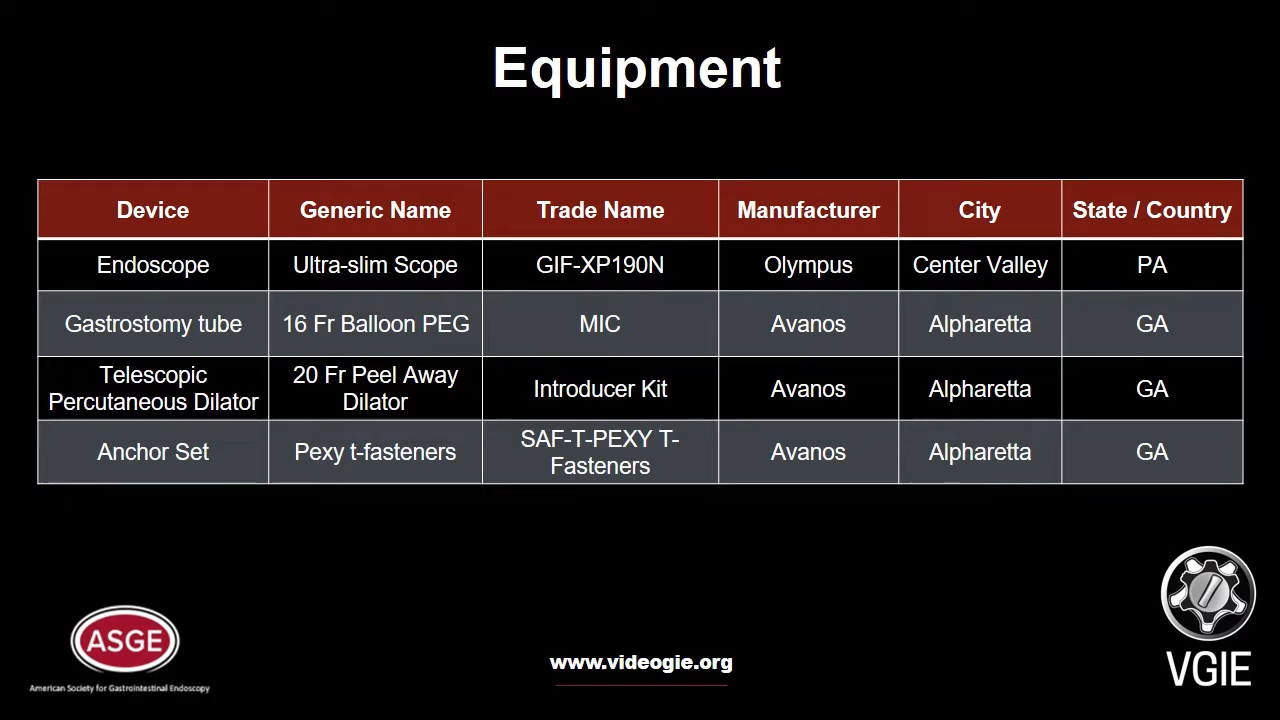 Equipment
Device Generic Name Trade Name Manufacturer City State / Country
Endoscope Ultra-slim Scope GIF-XP190N Olympus Center Valley PA
Gastrostomy tube 16 Fr Balloon PEG MIC Avanos Alpharetta GA
Telescopic
Percutaneous Dilator
20 Fr Peel Away
Dilator
Introducer Kit Avanos Alpharetta GA
Anchor Set Pexy t-fasteners
SAF-T-PEXY T-
Fasteners
Avanos Alpharetta GA
ASGE
American Society for Gastrointestinal Endoscopy
www.videogie.org
VGIE